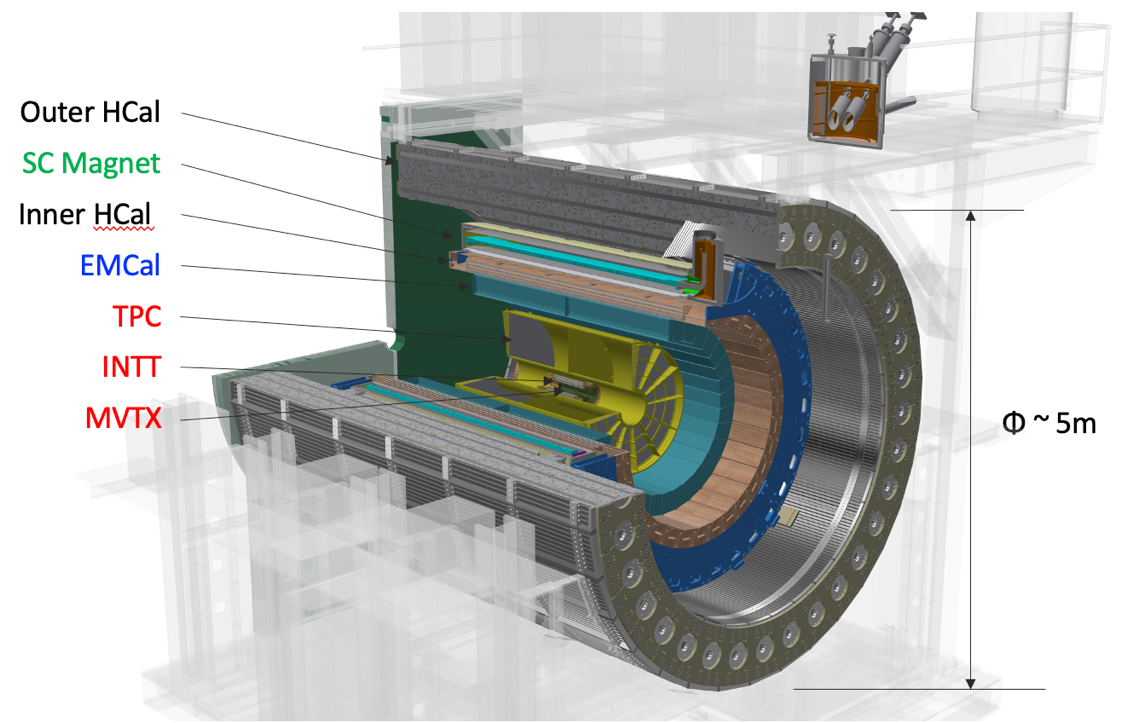 Outer HCal
SC Magnet
Inner HCal
EMCal
TPC
INTT
MVTX
Φ ~ 5m